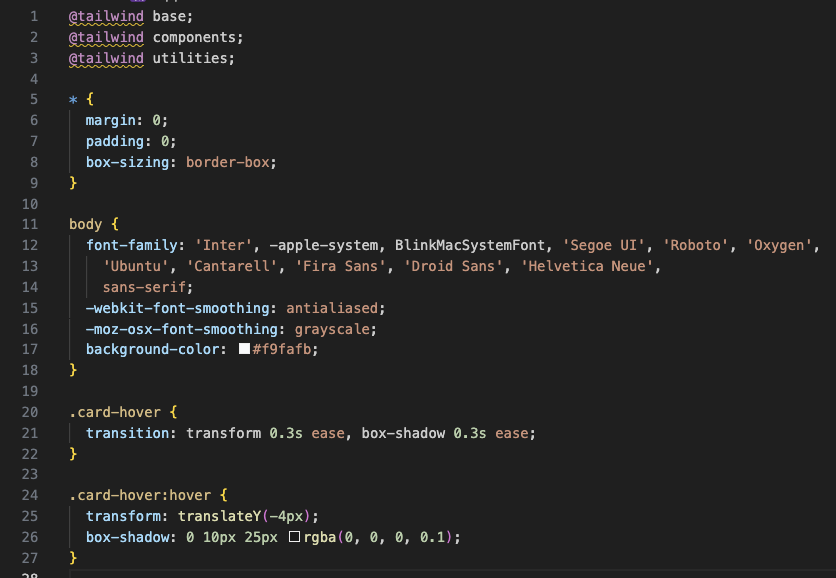 1 @tailwind base;
2 @tailwind components;
3 @tailwind utilities;
4
5 * {
6   margin: 0;
7   padding: 0;
8   box-sizing: border-box;
9 }
10
11 body {
12   font-family: 'Inter', -apple-system, BlinkMacSystemFont, 'Segoe UI', 'Roboto', 'Oxygen',
13     'Ubuntu', 'Cantarell', 'Fira Sans', 'Droid Sans', 'Helvetica Neue',
14     sans-serif;
15   -webkit-font-smoothing: antialiased;
16   -moz-osx-font-smoothing: grayscale;
17   background-color: #f9fafb;
18 }
19
20 .card-hover {
21   transition: transform 0.3s ease, box-shadow 0.3s ease;
22 }
23
24 .card-hover:hover {
25   transform: translateY(-4px);
26   box-shadow: 0 10px 25px rgba(0, 0, 0, 0.1);
27 }
28